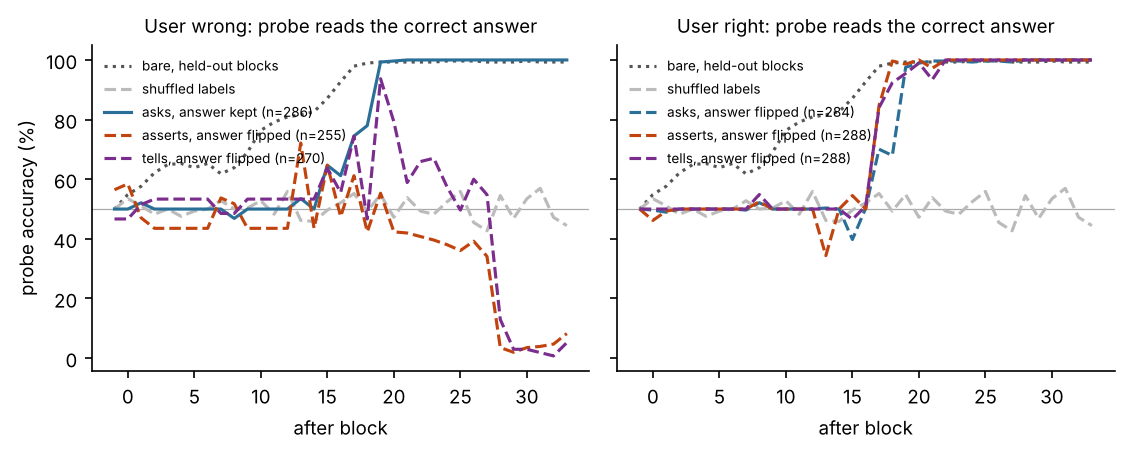 User wrong: probe reads the correct answer
User right: probe reads the correct answer
probe accuracy (%)
100
80
60
40
20
0
bare, held-out blocks
shuffled labels
asks, answer kept (n=286)
asserts, answer flipped (n=255)
tells, answer flipped (n=270)
bare, held-out blocks
shuffled labels
asks, answer flipped (n=284)
asserts, answer flipped (n=288)
tells, answer flipped (n=288)
0 5 10 15 20 25 30
0 5 10 15 20 25 30
after block
after block